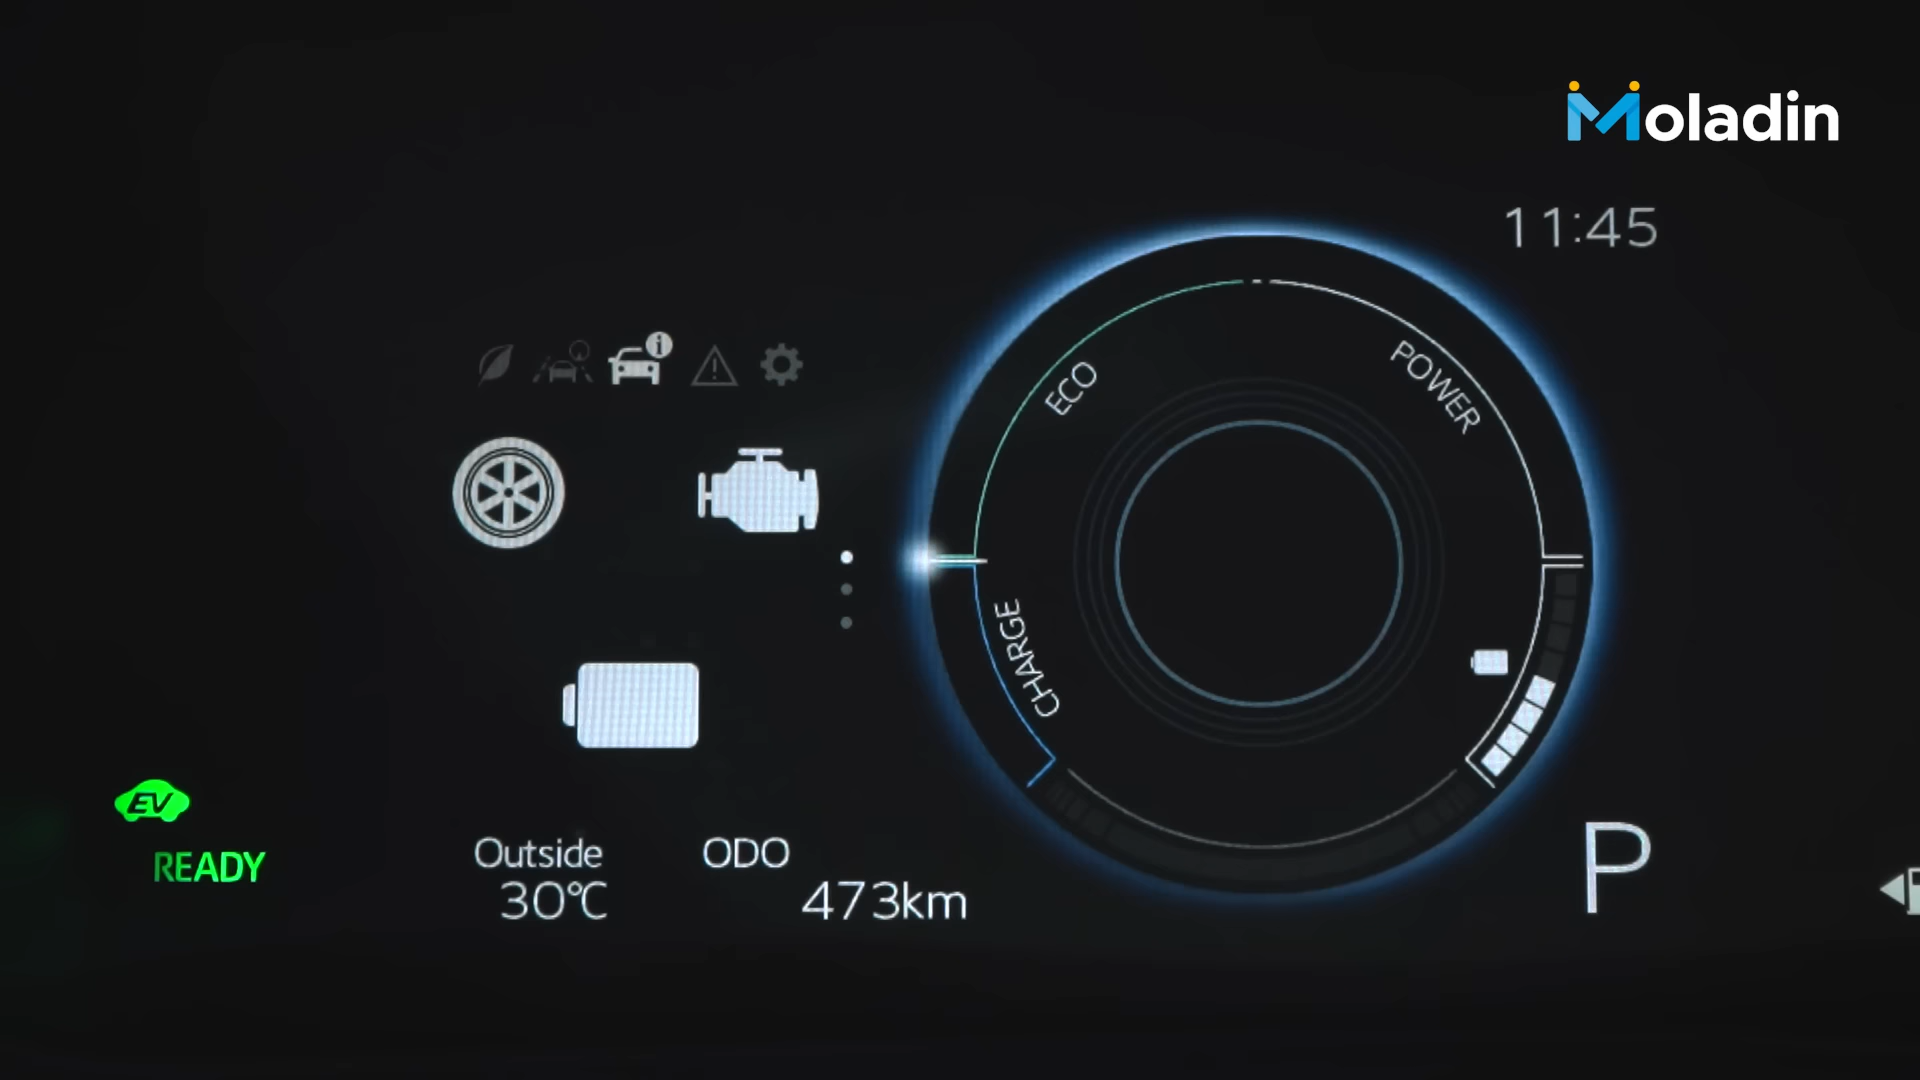 Moladin
11:45
ECO
POWER
CHARGE
EV
READY
Outside
30℃
ODO
473km
P